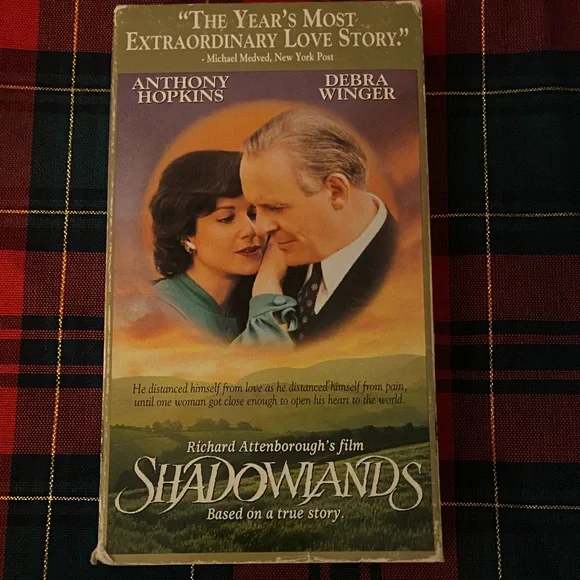 "THE YEAR'S MOST
EXTRAORDINARY LOVE STORY."
- Michael Medved, New York Post
ANTHONY HOPKINS
DEBRA WINGER
He distanced himself from love as he distanced himself from pain,
until one woman got close enough to open his heart to the world.
Richard Attenborough's film
SHADOWLANDS
Based on a true story.